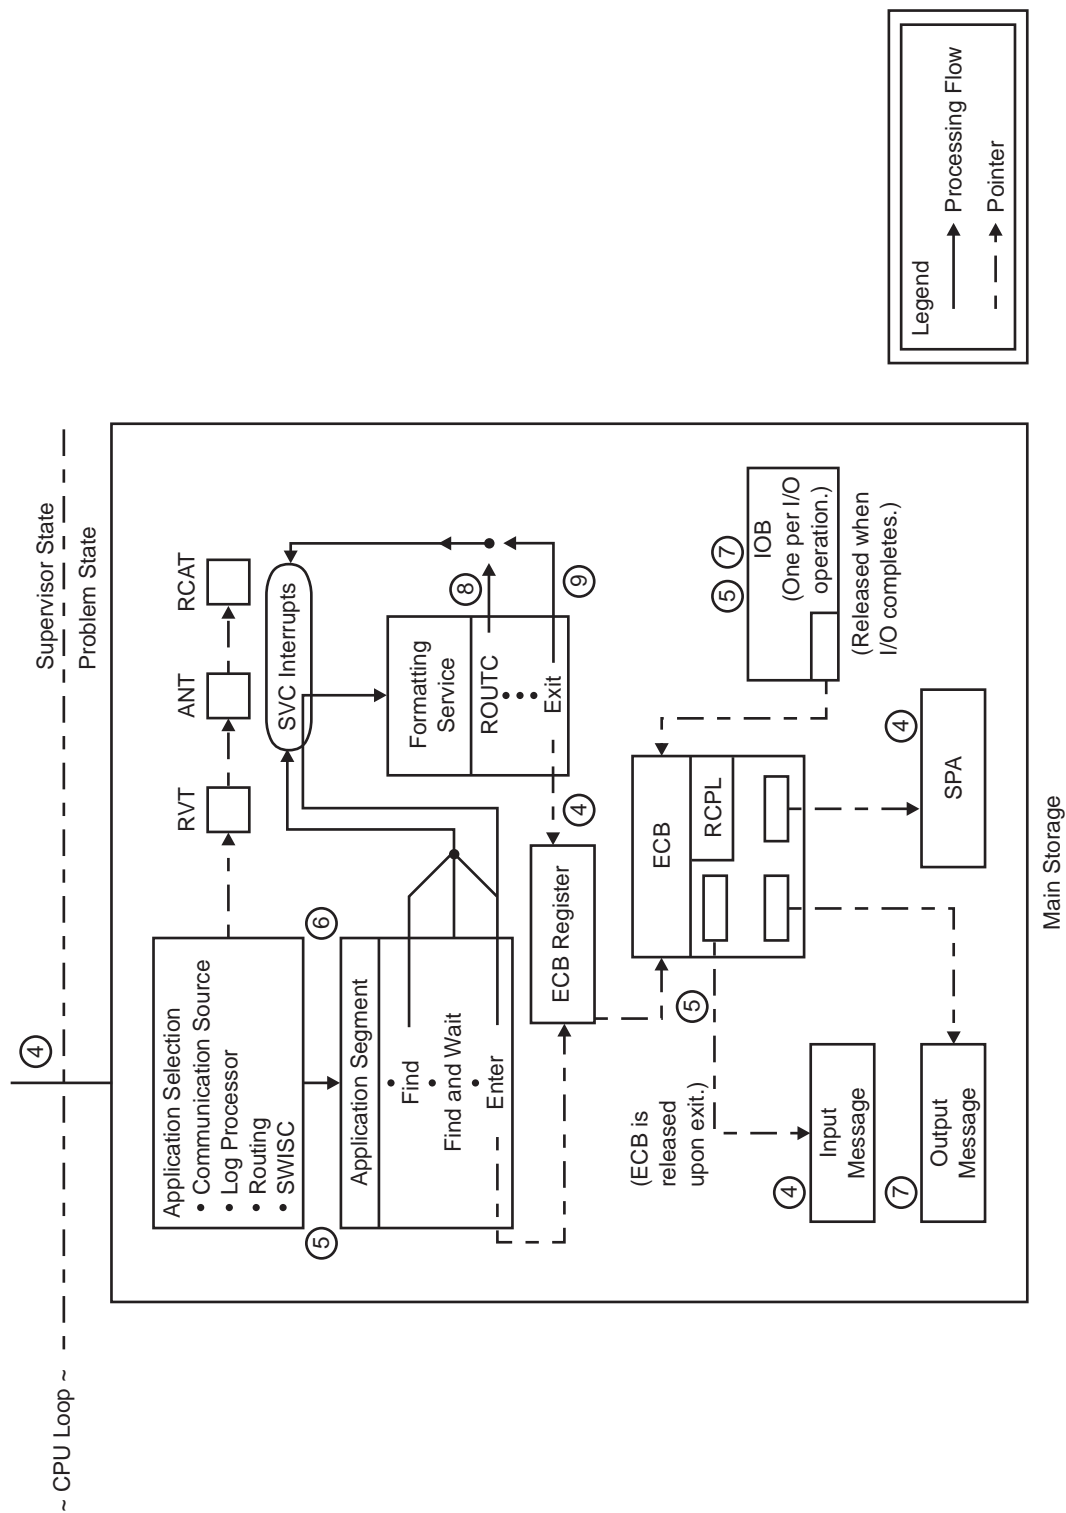 ~ CPU Loop ~
Supervisor State
Problem State
4
Application Selection
• Communication Source
• Log Processor
• Routing
• SWISC
RVT
ANT
RCAT
5
6
Application Segment
• Find
• Find and Wait
• Enter
SVC Interrupts
Formatting
Service
ROUTC
•••
Exit
8
9
4
ECB Register
5
(ECB is
released
upon exit.)
ECB
RCPL
5
7
IOB
(One per I/O
operation.)
(Released when
I/O completes.)
4
Input
Message
7
Output
Message
4
SPA
Main Storage
Legend
Processing Flow
Pointer